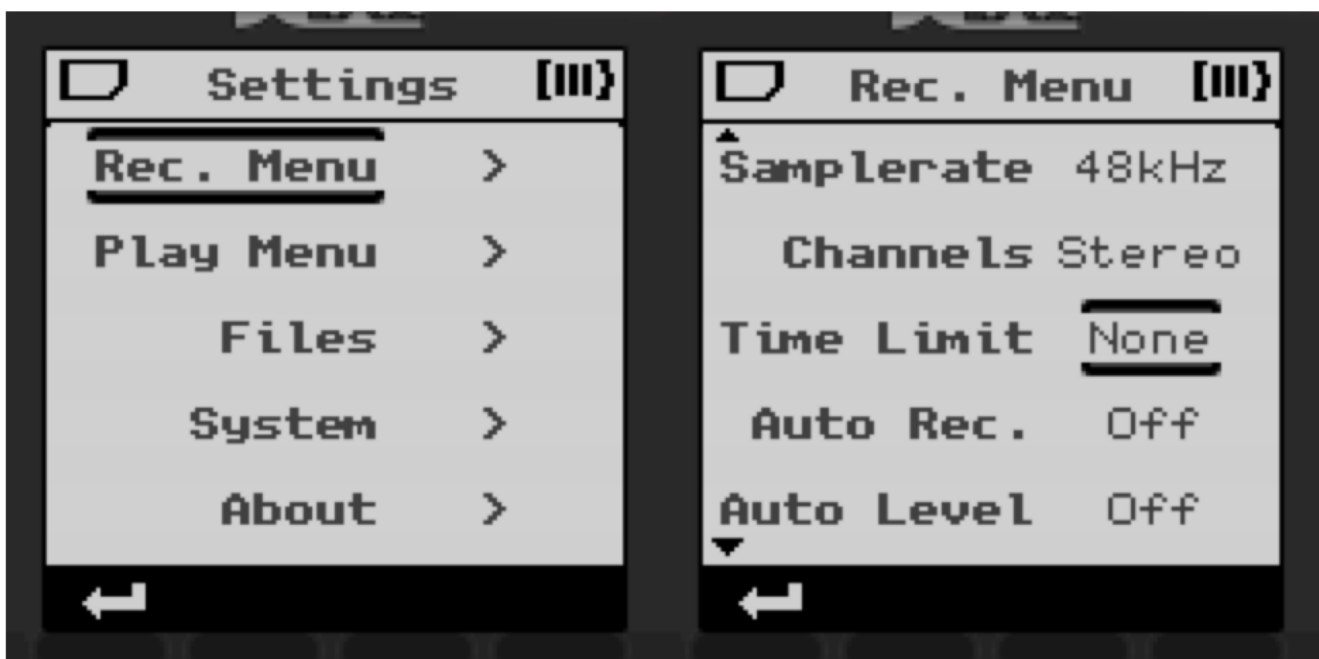 Settings
Rec. Menu >
Play Menu >
Files >
System >
About >
Rec. Menu
Samplerate 48kHz
Channels Stereo
Time Limit None
Auto Rec. Off
Auto Level Off